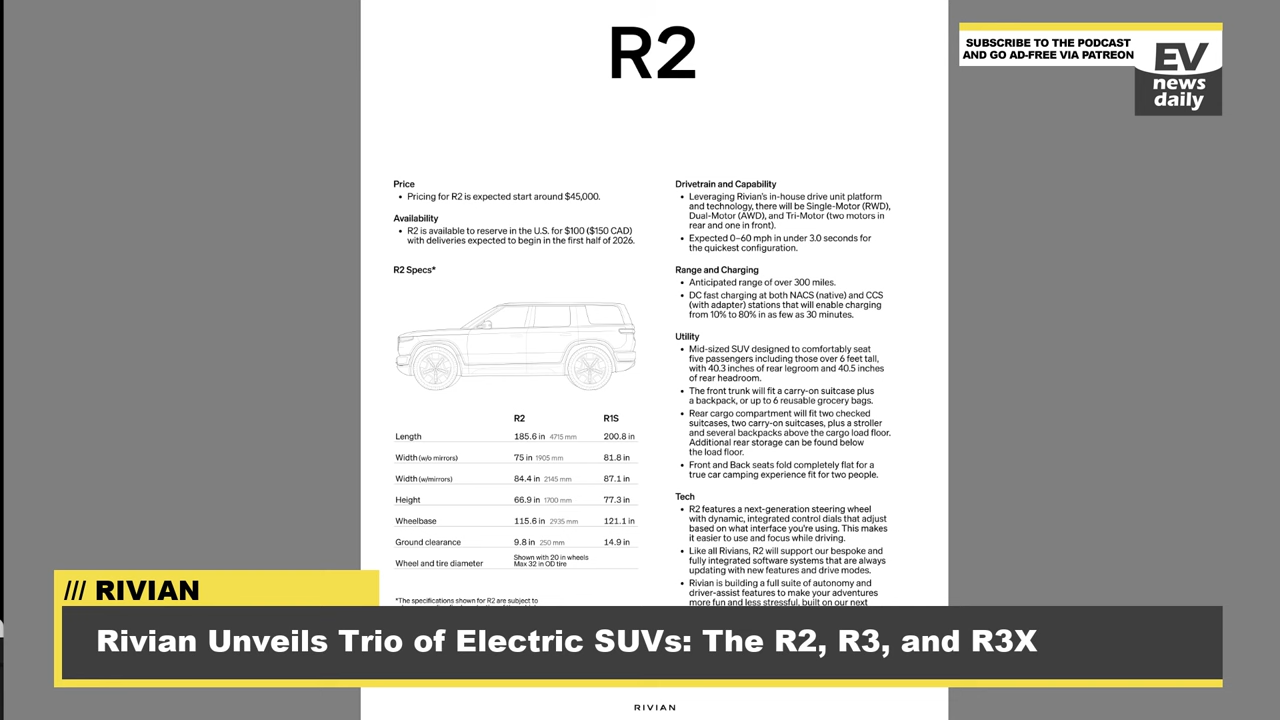 R2
SUBSCRIBE TO THE PODCAST
AND GO AD-FREE VIA PATREON
EV
news
daily
Price
• Pricing for R2 is expected start around $45,000.
Availability
• R2 is available to reserve in the U.S. for $100 ($150 CAD)
with deliveries expected to begin in the first half of 2026.
R2 Specs*
R2 R1S
Length 185.6 in 4715 mm 200.8 in
Width (w/o mirrors) 75 in 1905 mm 81.8 in
Width (w/mirrors) 84.4 in 2145 mm 87.1 in
Height 66.9 in 1700 mm 77.3 in
Wheelbase 115.6 in 2935 mm 121.1 in
Ground clearance 9.8 in 250 mm 14.9 in
Wheel and tire diameter Shown with 20 in wheels
Max 32 in OD tire
*The specifications shown for R2 are subject to
Drivetrain and Capability
• Leveraging Rivian's in-house drive unit platform
and technology, there will be Single-Motor (RWD),
Dual-Motor (AWD), and Tri-Motor (two motors in
rear and one in front).
• Expected 0–60 mph in under 3.0 seconds for
the quickest configuration.
Range and Charging
• Anticipated range of over 300 miles.
• DC fast charging at both NACS (native) and CCS
(with adapter) stations that will enable charging
from 10% to 80% in as few as 30 minutes.
Utility
• Mid-sized SUV designed to comfortably seat
five passengers including those over 6 feet tall,
with 40.3 inches of rear legroom and 40.5 inches
of rear headroom.
• The front trunk will fit a carry-on suitcase plus
a backpack, or up to 6 reusable grocery bags.
• Rear cargo compartment will fit two checked
suitcases, two carry-on suitcases, plus a stroller
and several backpacks above the cargo load floor.
Additional rear storage can be found below
the load floor.
• Front and Back seats fold completely flat for a
true car camping experience fit for two people.
Tech
• R2 features a next-generation steering wheel
with dynamic, integrated control dials that adjust
based on what interface you're using. This makes
it easier to use and focus while driving.
• Like all Rivians, R2 will support our bespoke and
fully integrated software systems that are always
updating with new features and drive modes.
• Rivian is building a full suite of autonomy and
driver-assist features to make your adventures
more fun and less stressful, built on our next
/// RIVIAN
Rivian Unveils Trio of Electric SUVs: The R2, R3, and R3X
RIVIAN